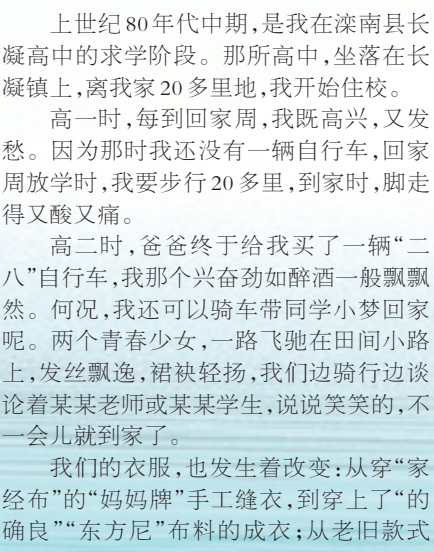 上世纪80年代中期,是我在滦南县长
凝高中的求学阶段。那所高中,坐落在长
凝镇上,离我家20多里地,我开始住校。
高一时,每到回家周,我既高兴,又发
愁。因为那时我还没有一辆自行车,回家
周放学时,我要步行20多里,到家时,脚走
得又酸又痛。
高二时,爸爸终于给我买了一辆“二
八”自行车,我那个兴奋劲如醉酒一般飘飘
然。何况,我还可以骑车带同学小梦回家
呢。两个青春少女,一路飞驰在田间小路
上,发丝飘逸,裙袂轻扬,我们边骑行边谈
论着某某老师或某某学生,说说笑笑的,不
一会儿就到家了。
我们的衣服,也发生着改变:从穿“家
经布”的“妈妈牌”手工缝衣,到穿上了“的
确良”“东方尼”布料的成衣;从老旧款式